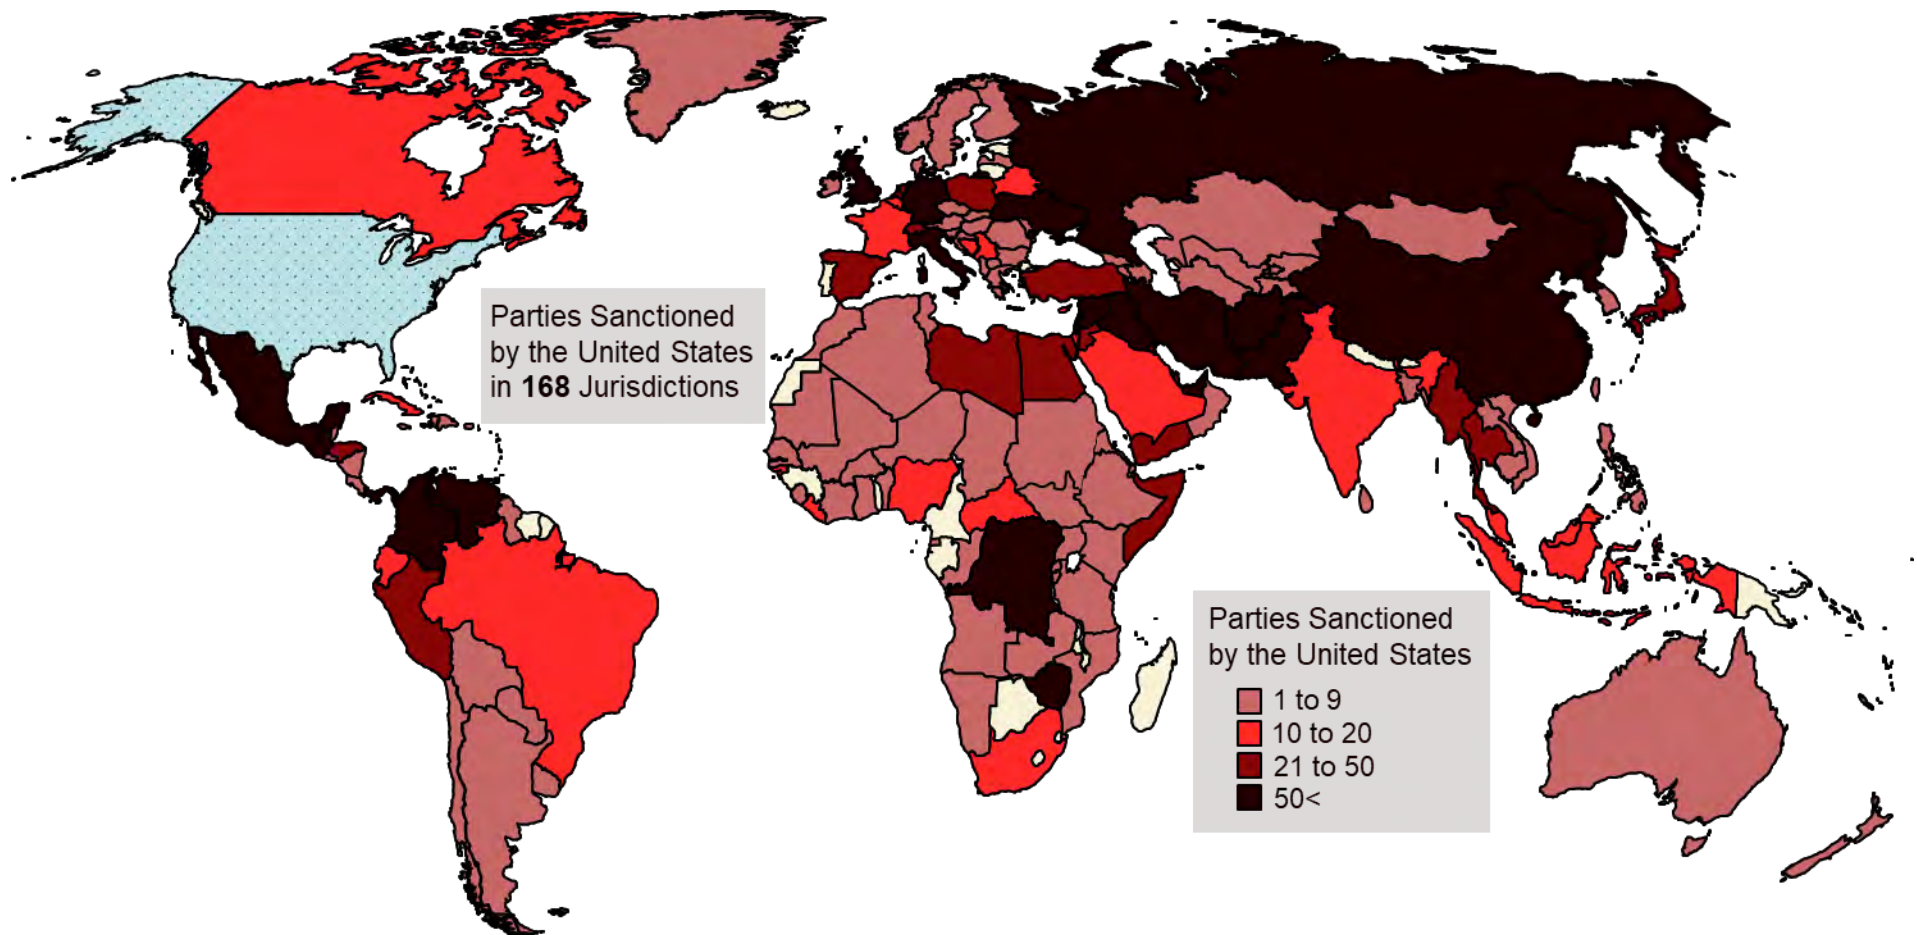 Parties Sanctioned
by the United States
in 168 Jurisdictions
Parties Sanctioned
by the United States
1 to 9
10 to 20
21 to 50
50<